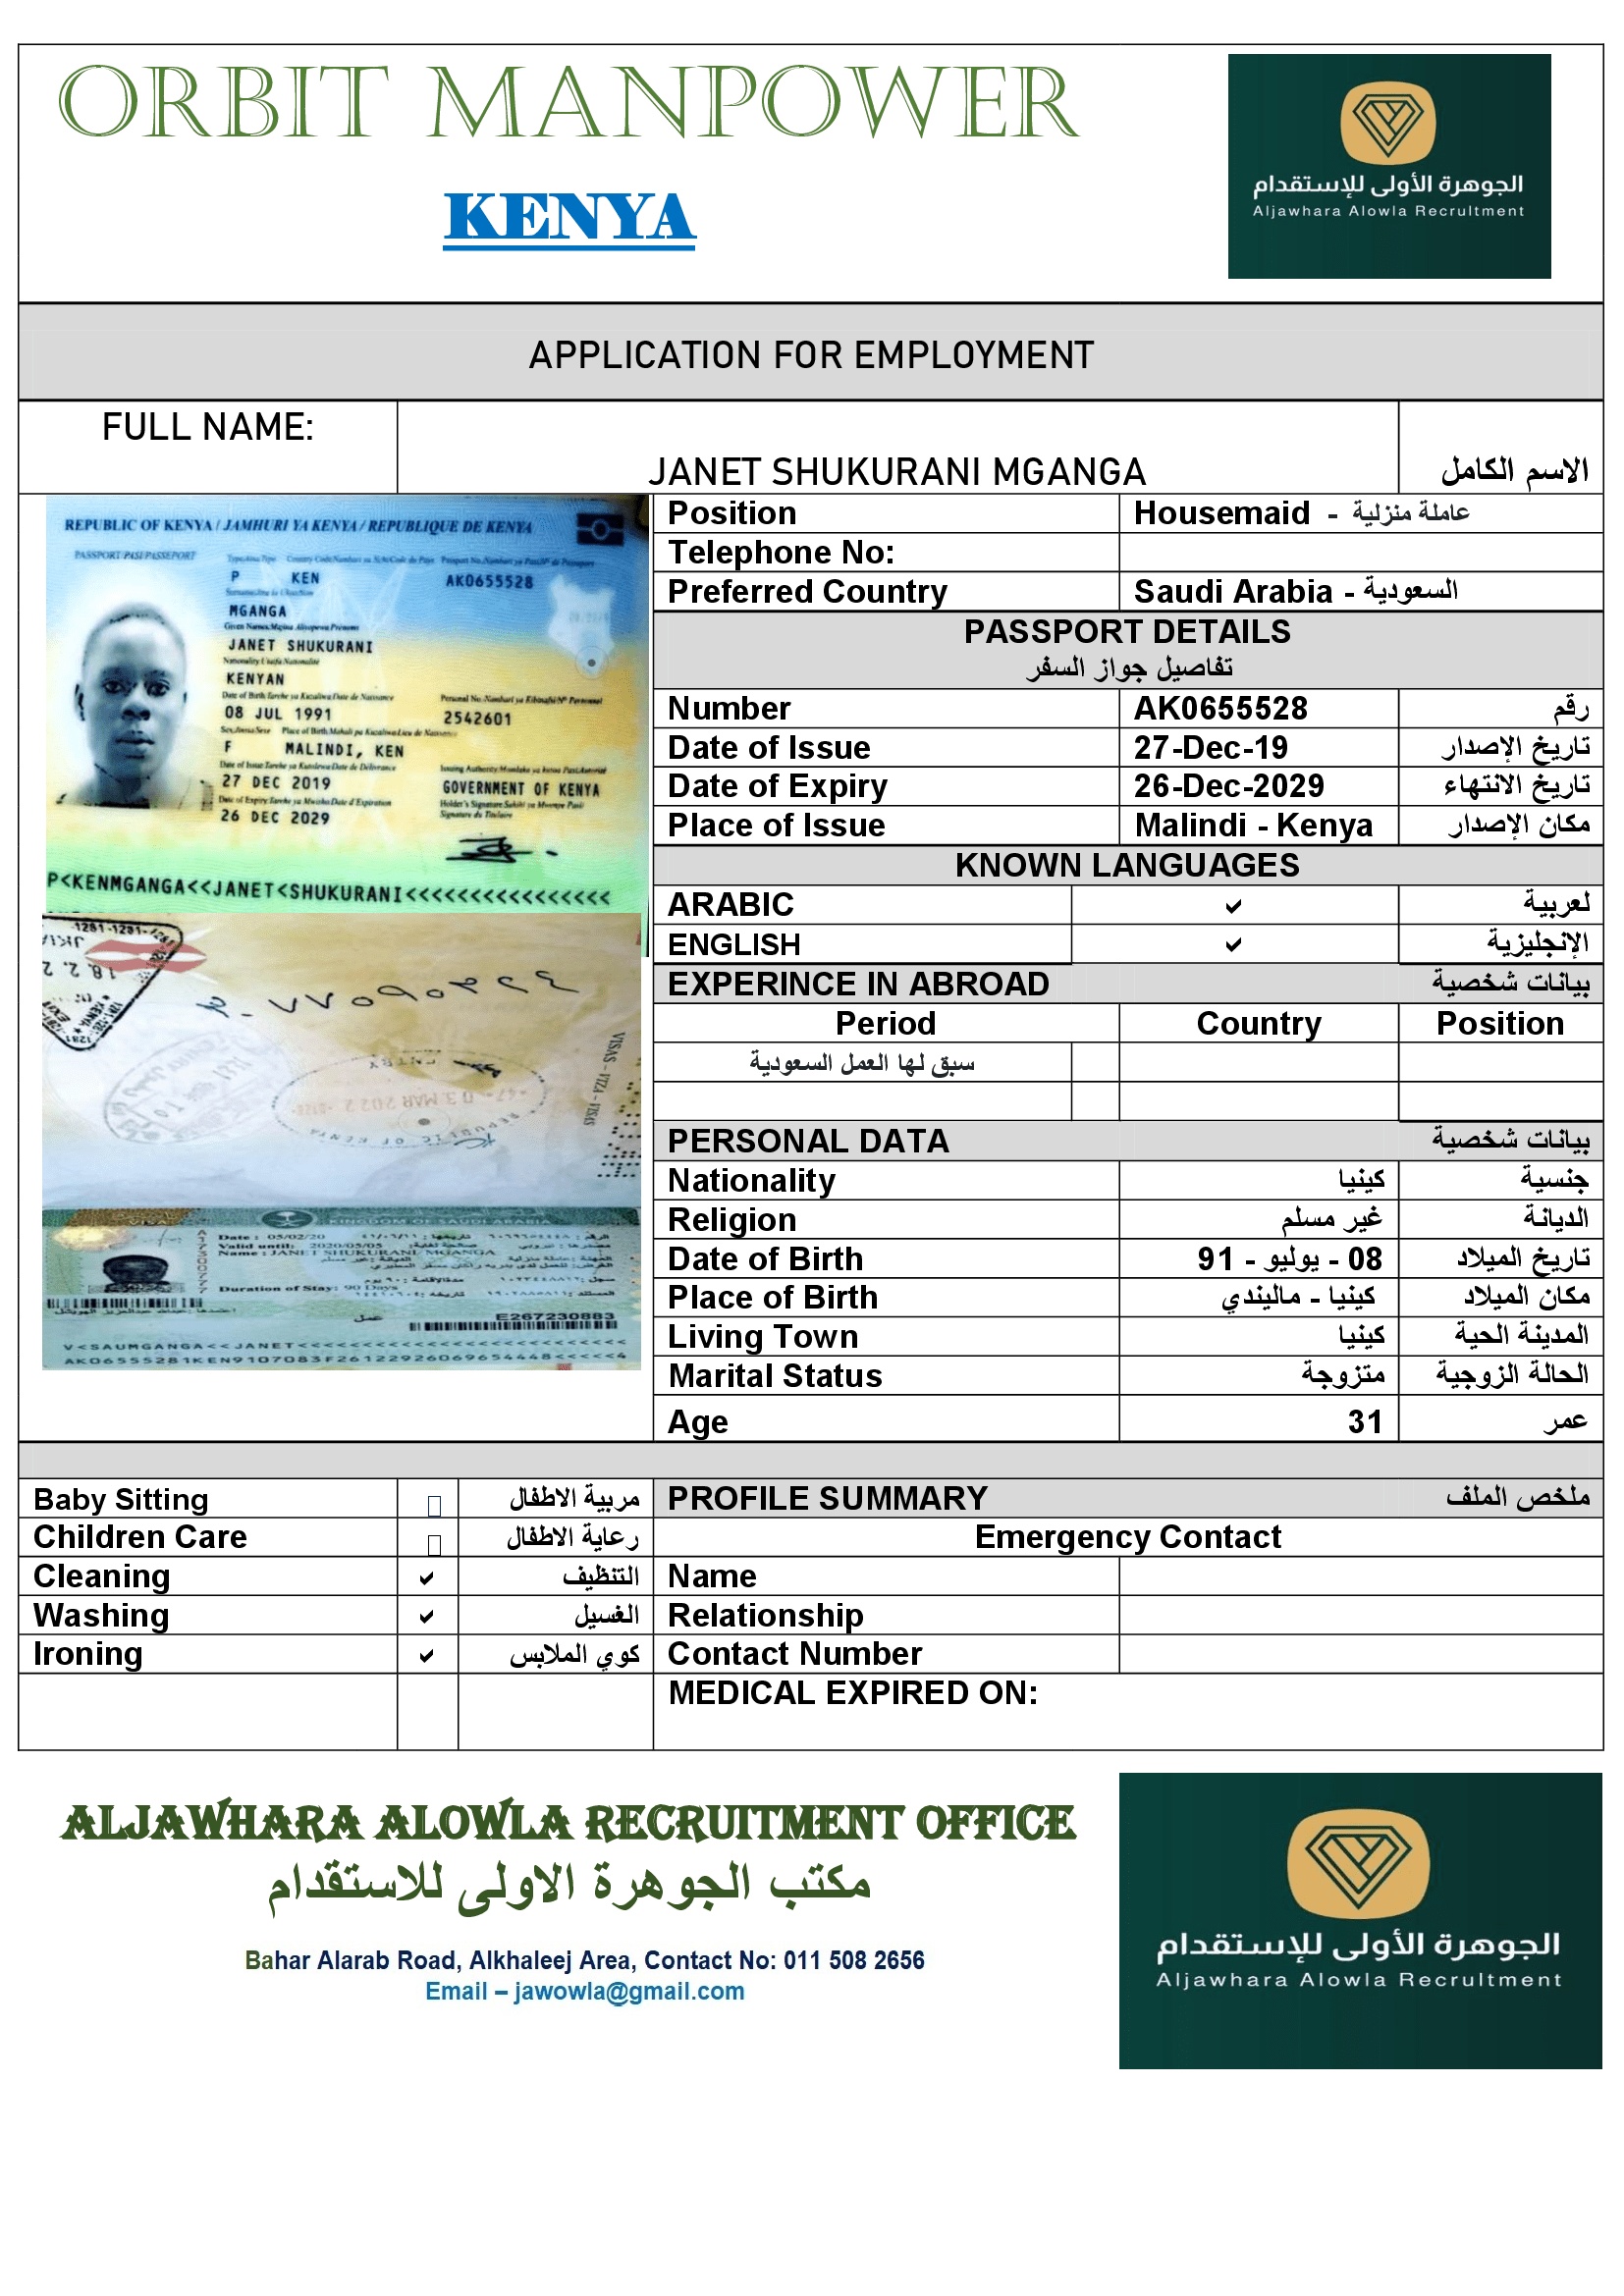 ORBIT MANPOWER
KENYA
الجوهرة الأولى للإستقدام
Aljawhara Alowla Recruitment
APPLICATION FOR EMPLOYMENT
FULL NAME:
JANET SHUKURANI MGANGA
الاسم الكامل
REPUBLIC OF KENYA / JAMHURI YA KENYA / REPUBLIQUE DE KENYA
PASSPORT/PASI/PASSEPORT
P KEN AK0655528
MGANGA
JANET SHUKURANI
KENYAN
08 JUL 1991 2542601
F MALINDI, KEN
27 DEC 2019 GOVERNMENT OF KENYA
26 DEC 2029
P<KENMGANGA<<JANET<SHUKURANI<<<<<<<<<<<<<<<<
VISAS – VIZA – VISAS
03 MAR 2022
KINGDOM OF SAUDI ARABIA
Date : 05/02/20
Valid until: 2020/05/05
Name : JANET SHUKURANI MGANGA
Duration of Stay: 90 Days
عمل
E267230883
V<SAUMGANGA<<JANET<<<<<<<<<<<<<<<<<<<<<<
AK06555281KEN9107083F26122926069654448<<<<<4
Position Housemaid - عاملة منزلية
Telephone No:
Preferred Country Saudi Arabia - السعودية
PASSPORT DETAILS
تفاصيل جواز السفر
Number AK0655528 رقم
Date of Issue 27-Dec-19 تاريخ الإصدار
Date of Expiry 26-Dec-2029 تاريخ الانتهاء
Place of Issue Malindi - Kenya مكان الإصدار
KNOWN LANGUAGES
ARABIC ✓ لعربية
ENGLISH ✓ الإنجليزية
EXPERINCE IN ABROAD بيانات شخصية
Period Country Position
سبق لها العمل السعودية
PERSONAL DATA بيانات شخصية
Nationality كينيا جنسية
Religion غير مسلم الديانة
Date of Birth 08 - يوليو - 91 تاريخ الميلاد
Place of Birth كينيا - ماليندي مكان الميلاد
Living Town كينيا المدينة الحية
Marital Status متزوجة الحالة الزوجية
Age 31 عمر
Baby Sitting مربية الاطفال
Children Care رعاية الاطفال
Cleaning ✓ التنظيف
Washing ✓ الغسيل
Ironing ✓ كوي الملابس
PROFILE SUMMARY ملخص الملف
Emergency Contact
Name
Relationship
Contact Number
MEDICAL EXPIRED ON:
ALJAWHARA ALOWLA RECRUITMENT OFFICE
مكتب الجوهرة الاولى للاستقدام
Bahar Alarab Road, Alkhaleej Area, Contact No: 011 508 2656
Email – jawowla@gmail.com
الجوهرة الأولى للإستقدام
Aljawhara Alowla Recruitment